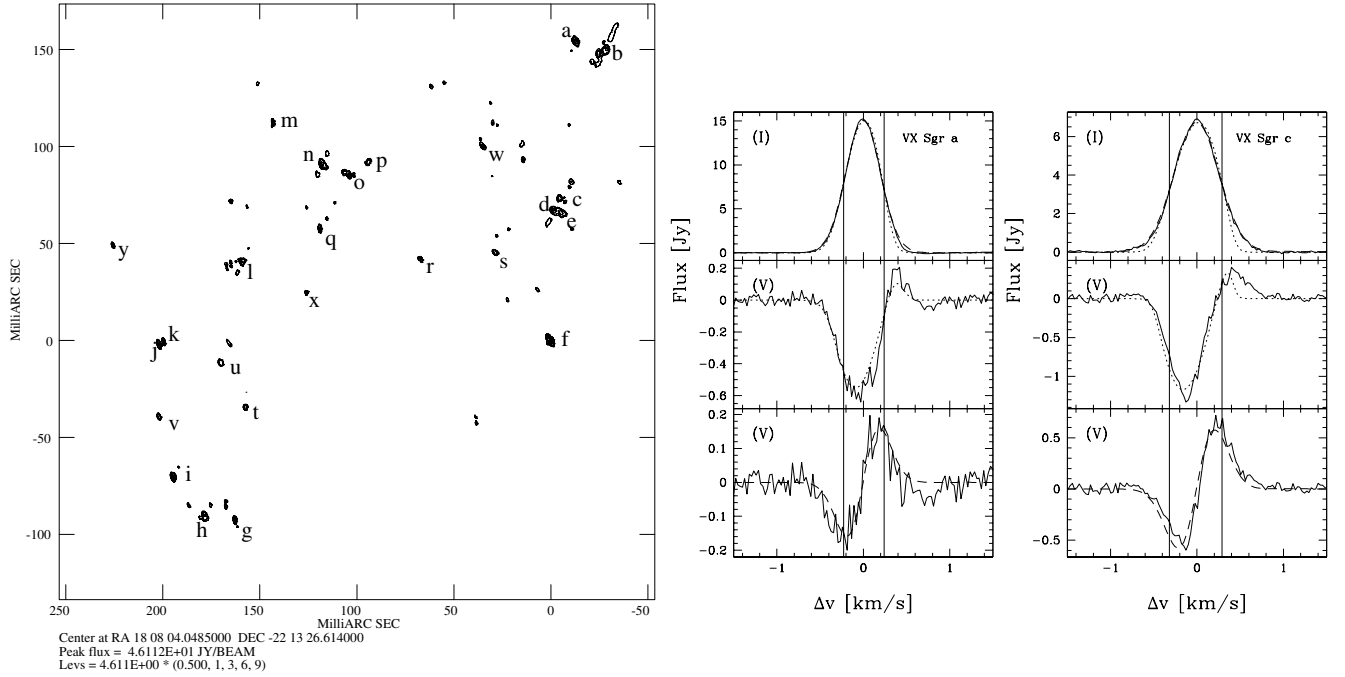 a
b
150
m
100
n
p
w
o
c
d
e
q
y
50
l
r
s
x
f
k
j
0
u
t
v
-50
i
h
g
-100
MilliARC SEC
250 200 150 100 50 0 -50
MilliARC SEC
Center at RA 18 08 04.0485000 DEC -22 13 26.614000
Peak flux = 4.6112E+01 JY/BEAM
Levs = 4.611E+00 * (0.500, 1, 3, 6, 9)
(I) VX Sgr a
15
10
5
0
(V)
0.2
0
-0.2
-0.4
-0.6
(V)
0.2
0.1
0
-0.1
-0.2
Flux [Jy]
-1 0 1
Δv [km/s]
(I) VX Sgr c
6
4
2
0
(V)
0
-0.5
-1
(V)
0.5
0
-0.5
Flux [Jy]
-1 0 1
Δv [km/s]